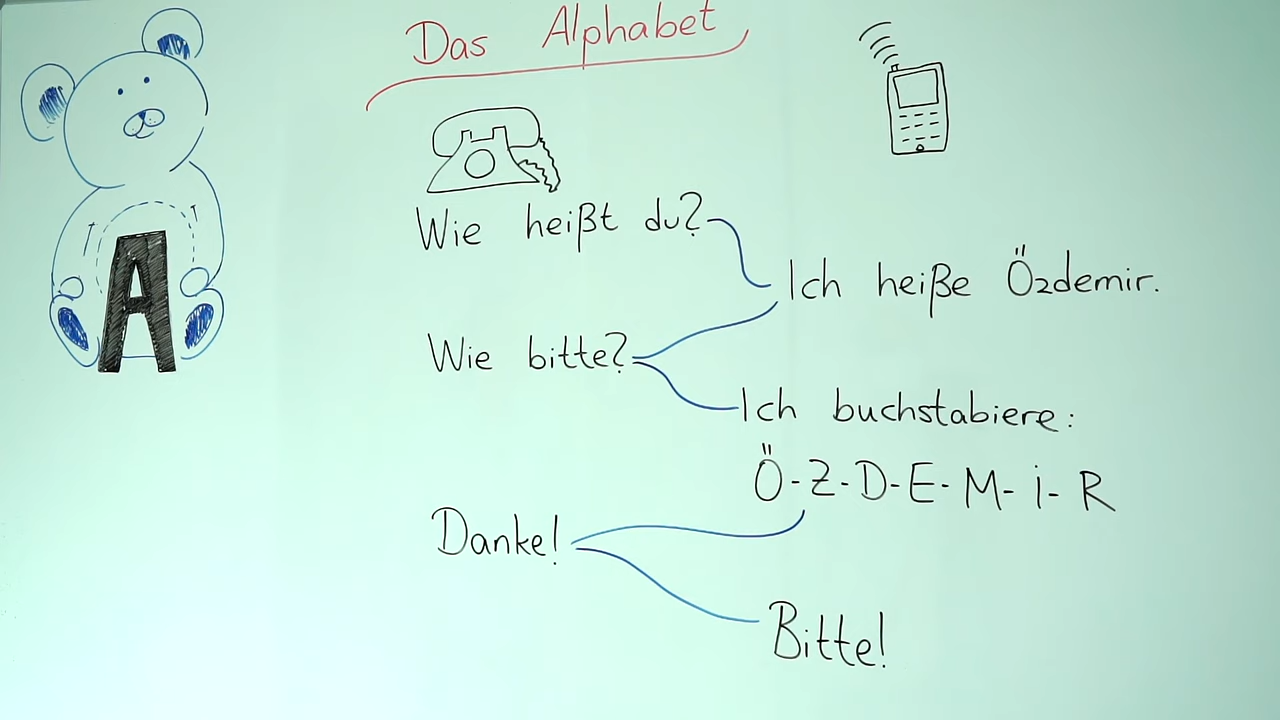 Das Alphabet
Wie heißt du?
Ich heiße Özdemir.
Wie bitte?
Ich buchstabiere:
Ö-Z-D-E-M-i-R
Danke!
Bitte!
A